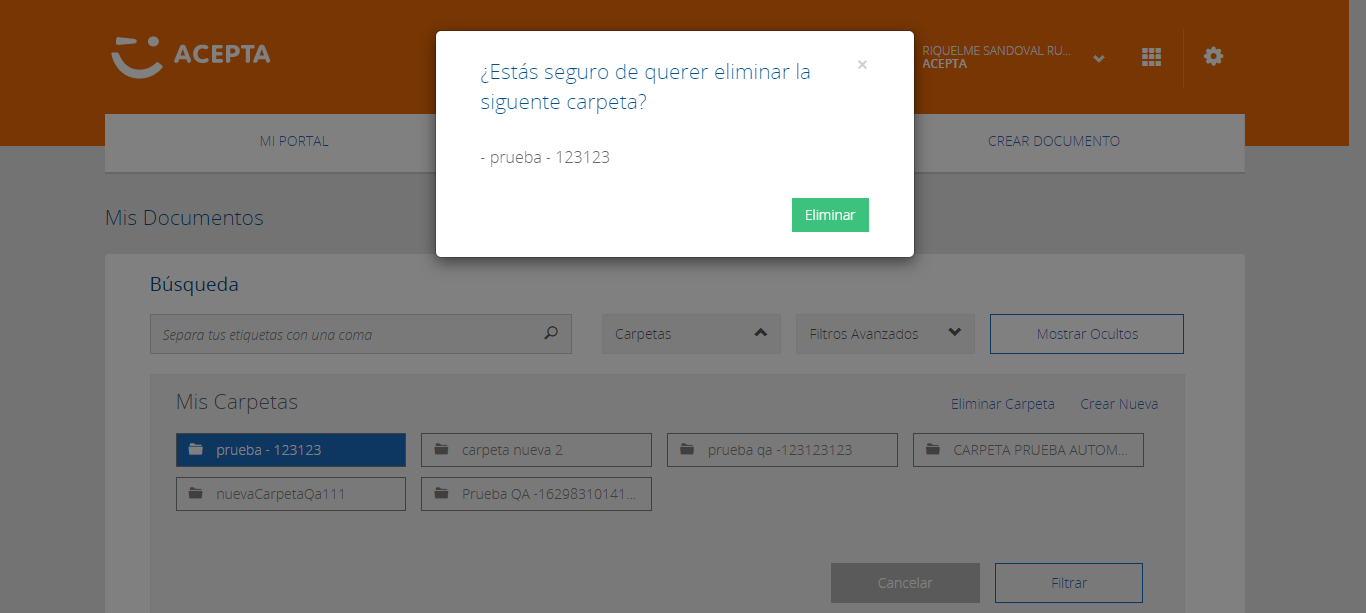 ACEPTA
RIQUELME SANDOVAL RU...
ACEPTA
¿Estás seguro de querer eliminar la
siguente carpeta?
×
- prueba - 123123
Eliminar
MI PORTAL
CREAR DOCUMENTO
Mis Documentos
Búsqueda
Separa tus etiquetas con una coma
Carpetas
Filtros Avanzados
Mostrar Ocultos
Mis Carpetas
Eliminar Carpeta
Crear Nueva
prueba - 123123
carpeta nueva 2
prueba qa -123123123
CARPETA PRUEBA AUTOM...
nuevaCarpetaQa111
Prueba QA -16298310141...
Cancelar
Filtrar